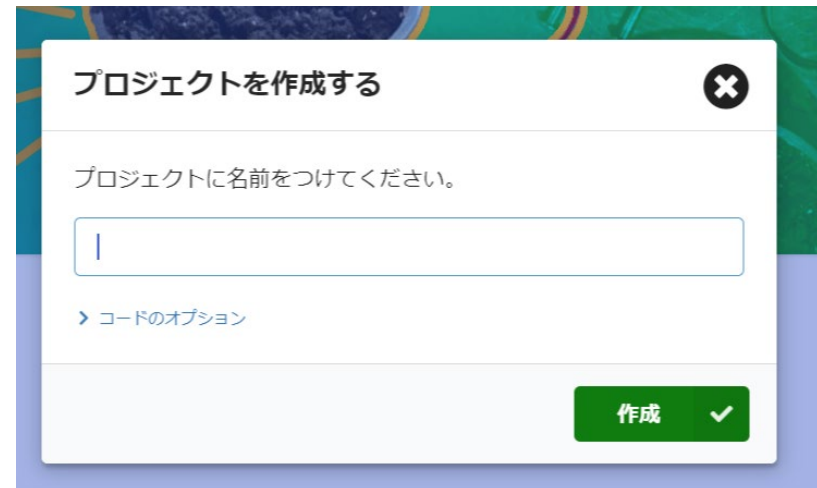 プロジェクトを作成する
プロジェクトに名前をつけてください。
コードのオプション
作成